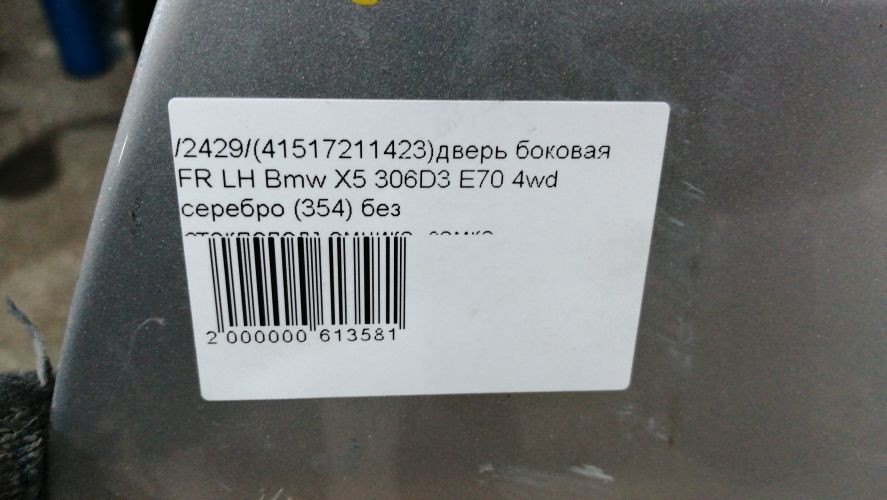 /2429/(41517211423)дверь боковая
FR LH Bmw X5 306D3 E70 4wd
серебро (354) без
2 000000 613581